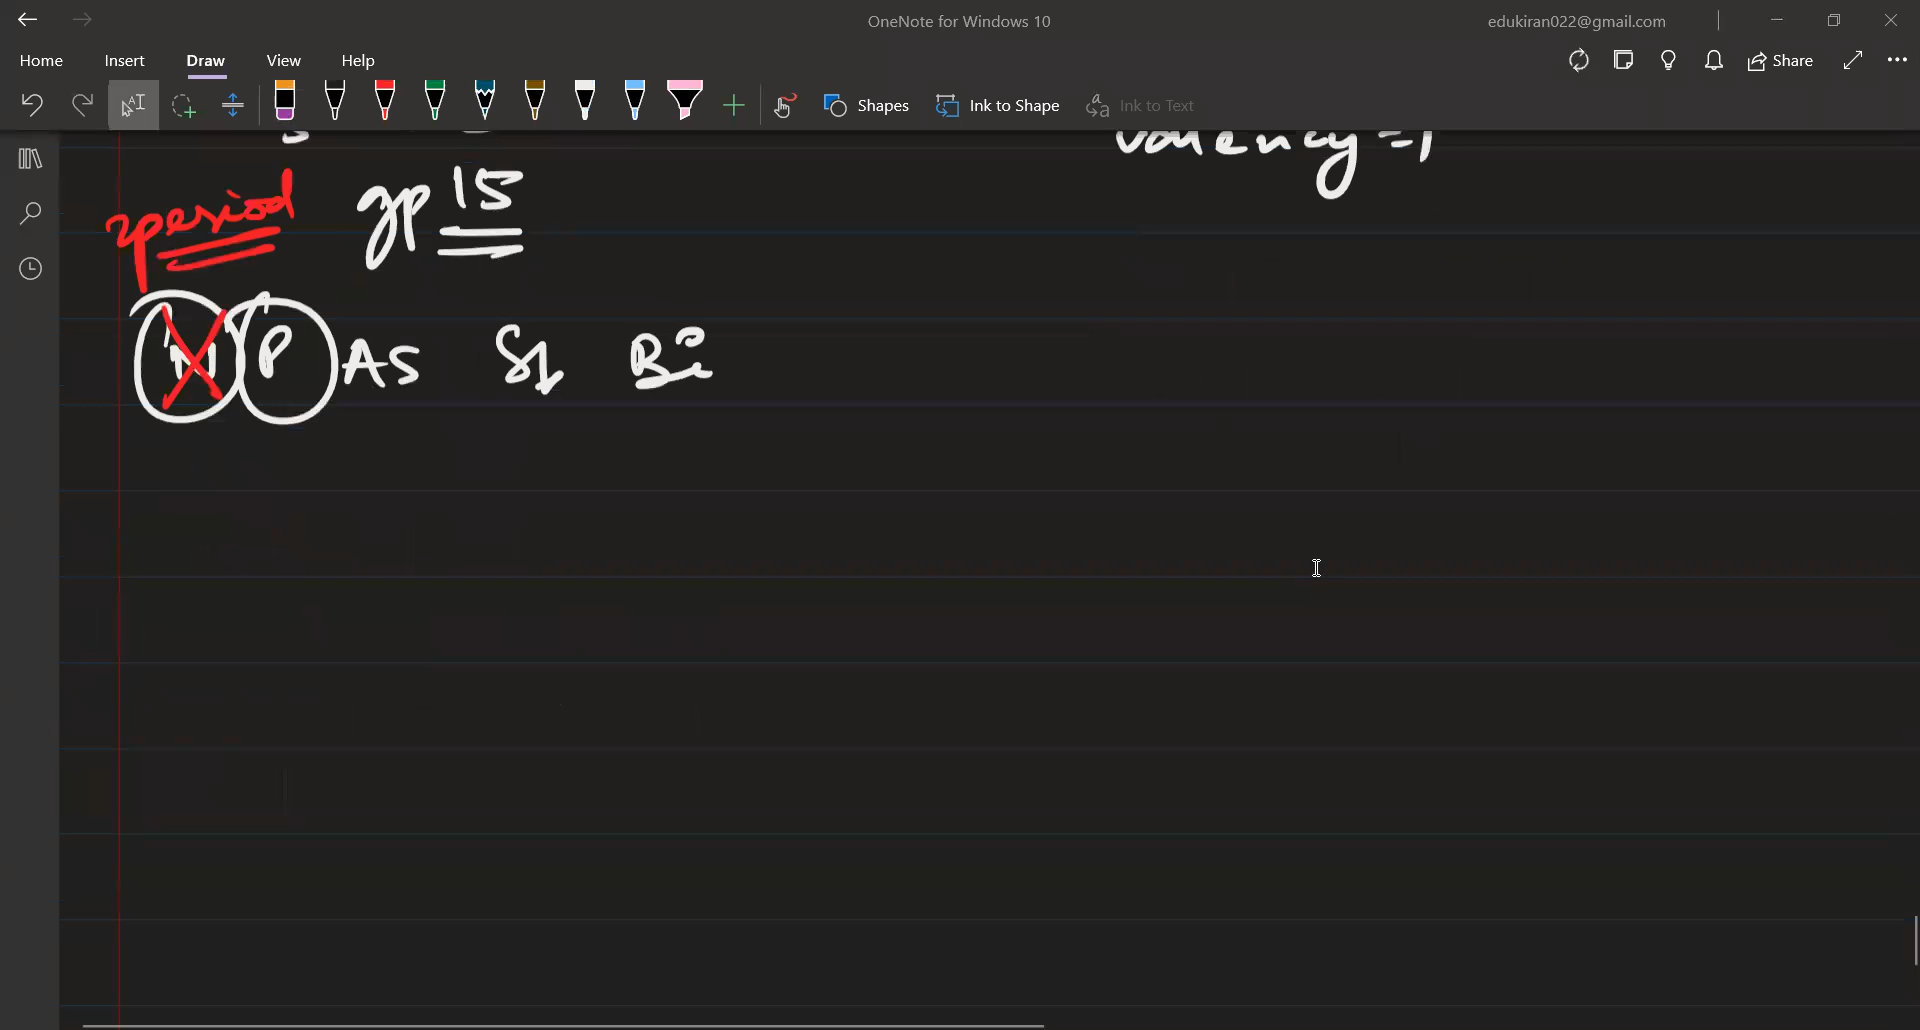 OneNote for Windows 10
edukiran022@gmail.com
Home Insert Draw View Help
Share
Shapes Ink to Shape Ink to Text
valency=1
period gp 15
N P AS Sb Bi